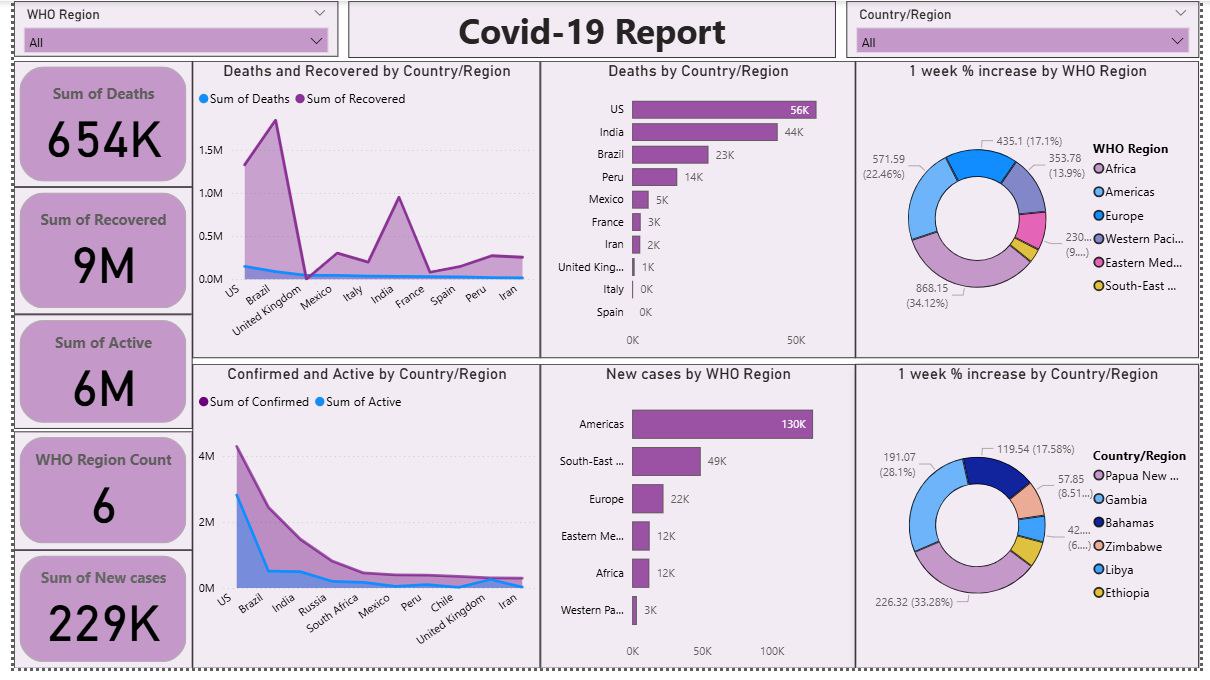 WHO Region
All
Covid-19 Report
Country/Region
All
Sum of Deaths
654K
Sum of Recovered
9M
Sum of Active
6M
WHO Region Count
6
Sum of New cases
229K
Deaths and Recovered by Country/Region
Sum of Deaths Sum of Recovered
1.5M
1.0M
0.5M
0.0M
US
Brazil
United Kingdom
Mexico
Italy
India
France
Spain
Peru
Iran
Deaths by Country/Region
US 56K
India 44K
Brazil 23K
Peru 14K
Mexico 5K
France 3K
Iran 2K
United King... 1K
Italy 0K
Spain 0K
0K 50K
1 week % increase by WHO Region
435.1 (17.1%)
571.59
(22.46%)
353.78
(13.9%)
230...
(9....)
868.15
(34.12%)
WHO Region
Africa
Americas
Europe
Western Paci...
Eastern Med...
South-East ...
Confirmed and Active by Country/Region
Sum of Confirmed Sum of Active
4M
2M
0M
US
Brazil
India
Russia
South Africa
Mexico
Peru
Chile
United Kingdom
Iran
New cases by WHO Region
Americas 130K
South-East ... 49K
Europe 22K
Eastern Me... 12K
Africa 12K
Western Pa... 3K
0K 50K 100K
1 week % increase by Country/Region
119.54 (17.58%)
191.07
(28.1%)
57.85
(8.51...)
42....
(6....)
226.32 (33.28%)
Country/Region
Papua New ...
Gambia
Bahamas
Zimbabwe
Libya
Ethiopia